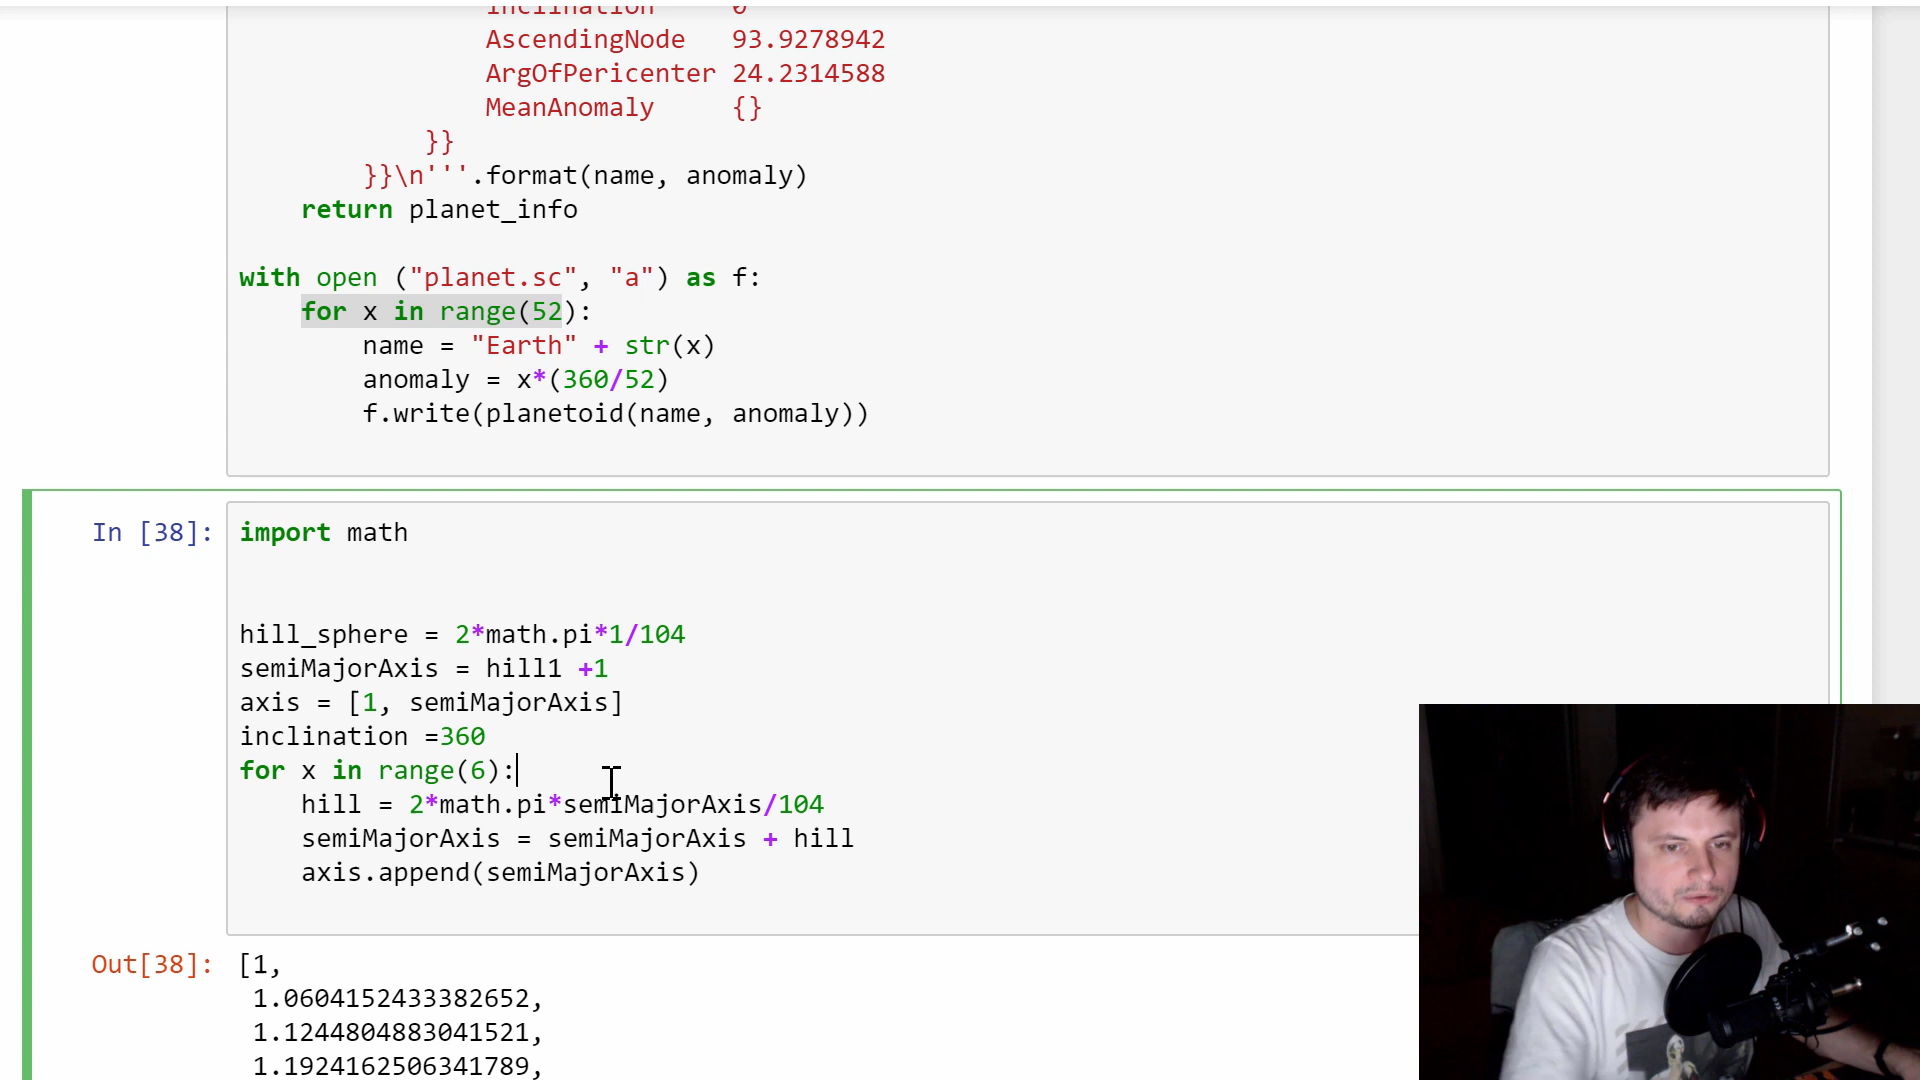 Inclination 0
AscendingNode 93.9278942
ArgOfPericenter 24.2314588
MeanAnomaly {}
}}
}}\n'''.format(name, anomaly)
return planet_info
with open ("planet.sc", "a") as f:
for x in range(52):
name = "Earth" + str(x)
anomaly = x*(360/52)
f.write(planetoid(name, anomaly))
In [38]:
import math
hill_sphere = 2*math.pi*1/104
semiMajorAxis = hill1 +1
axis = [1, semiMajorAxis]
inclination =360
for x in range(6):
hill = 2*math.pi*semiMajorAxis/104
semiMajorAxis = semiMajorAxis + hill
axis.append(semiMajorAxis)
Out[38]: [1,
1.0604152433382652,
1.1244804883041521,
1.1924162506341789,